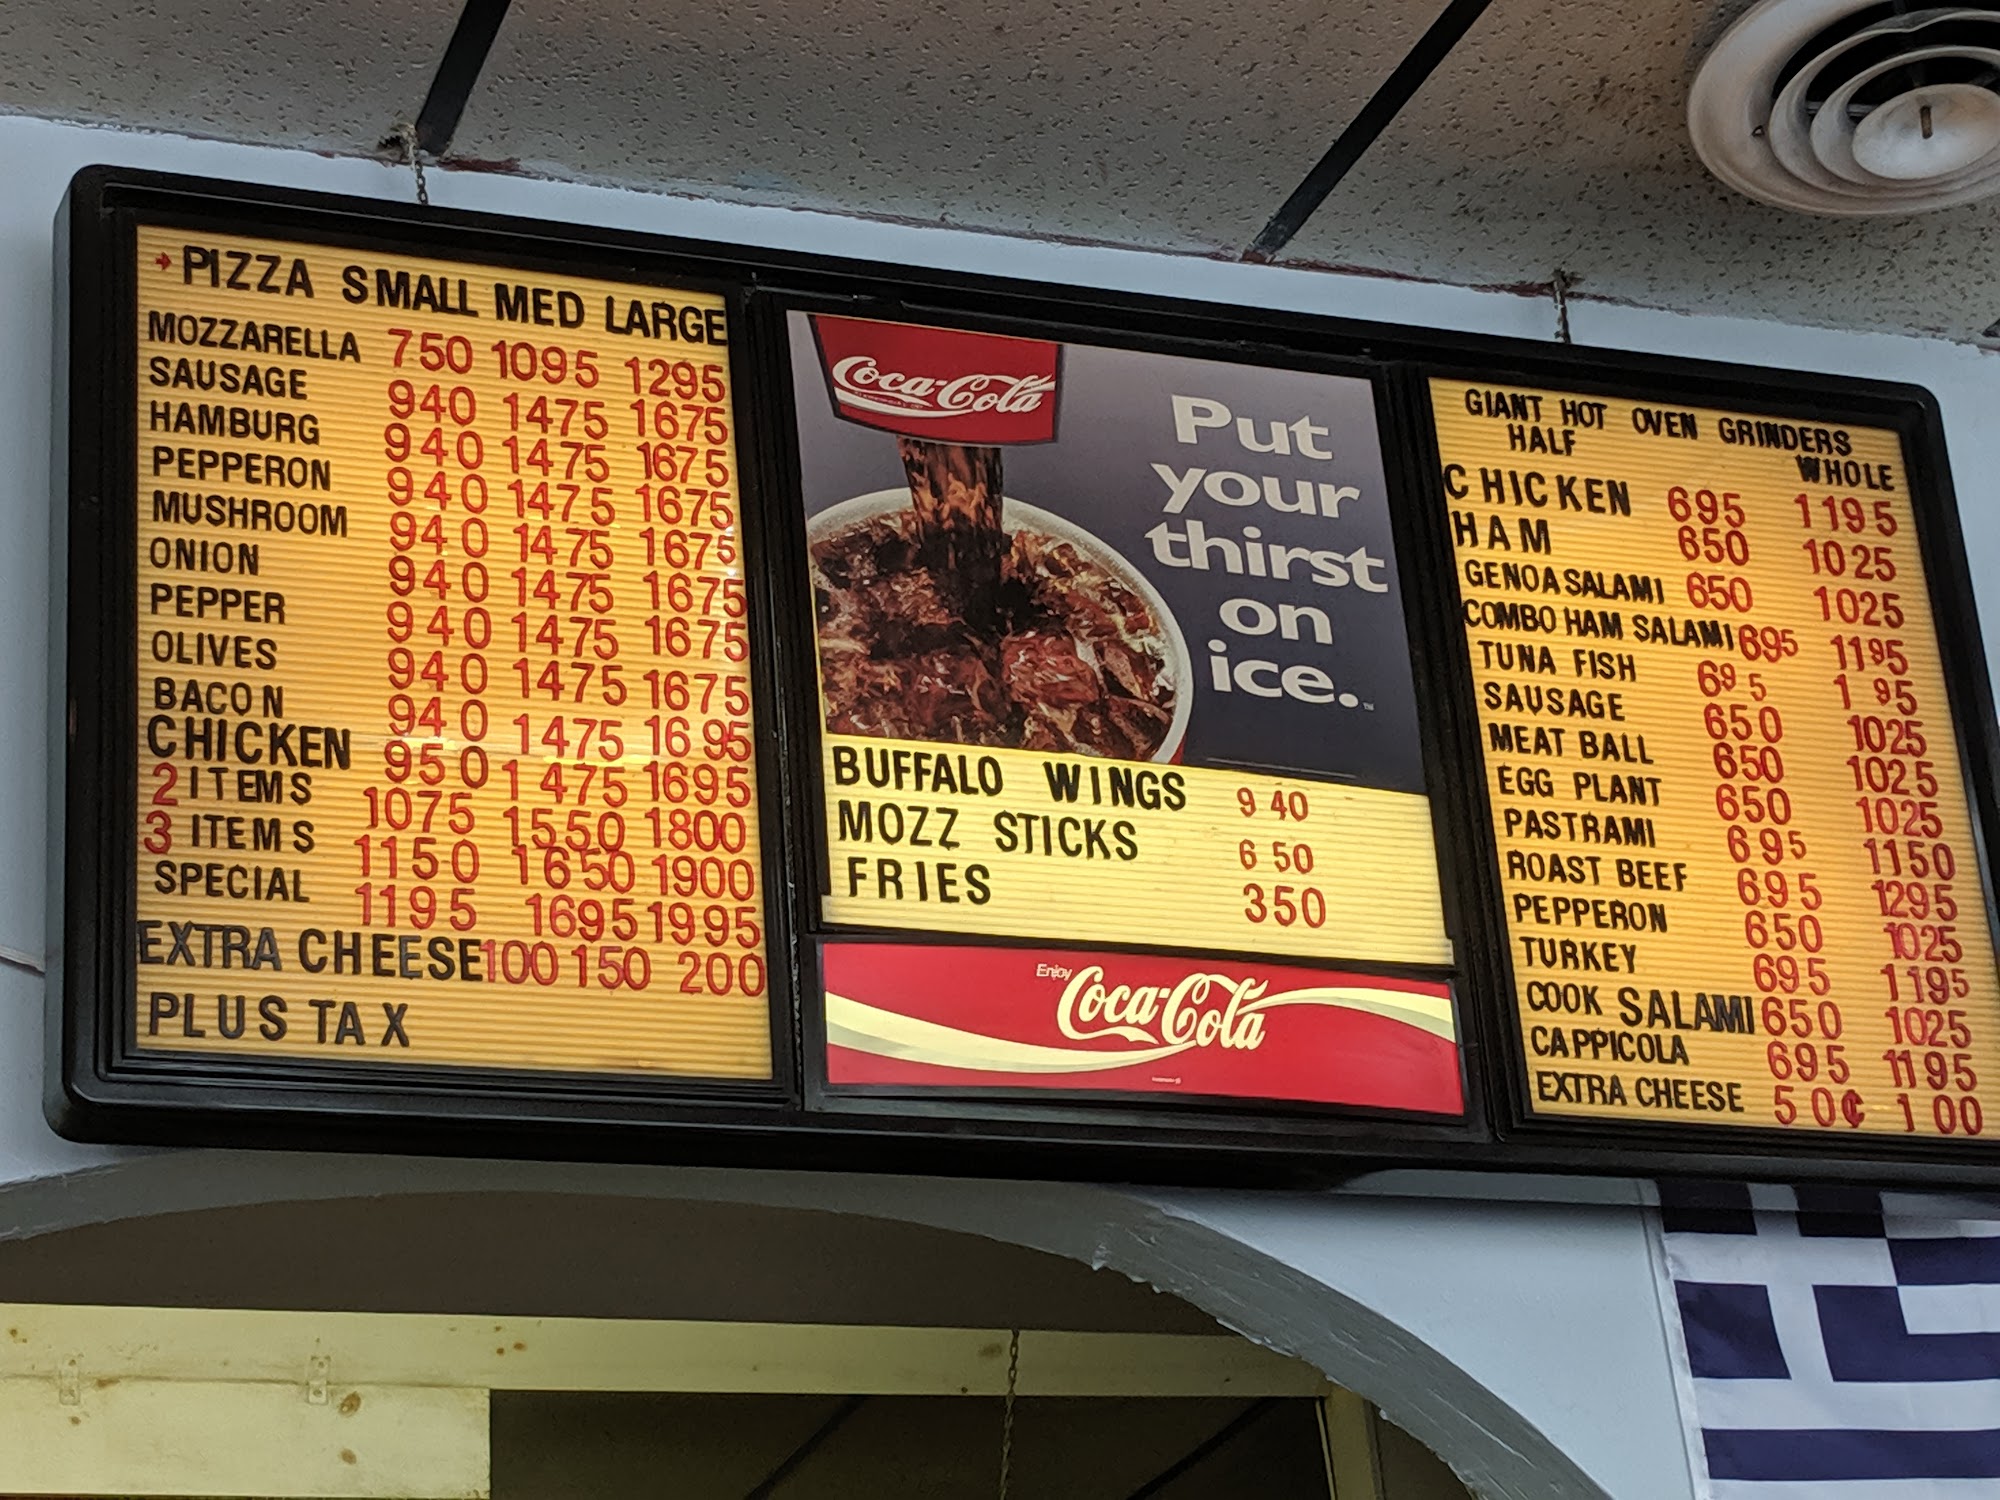 PIZZA SMALL MED LARGE
MOZZARELLA 750 1095 1295
SAUSAGE 940 1475 1675
HAMBURG 940 1475 1675
PEPPERON 940 1475 1675
MUSHROOM 940 1475 1675
ONION 940 1475 1675
PEPPER 940 1475 1675
OLIVES 940 1475 1675
BACON 940 1475 1695
CHICKEN 950 1475 1695
2 ITEMS 1075 1550 1800
3 ITEMS 1150 1650 1900
SPECIAL 1195 1695 1995
EXTRA CHEESE 100 150 200
PLUS TAX
Coca-Cola
Put
your
thirst
on
ice.
BUFFALO WINGS 940
MOZZ STICKS 650
FRIES 350
Enjoy
Coca-Cola
GIANT HOT OVEN GRINDERS
HALF WHOLE
CHICKEN 695 1195
HAM 650 1025
GENOA SALAMI 650 1025
COMBO HAM SALAMI 695 1195
TUNA FISH 695 1 95
SAUSAGE 650 1025
MEAT BALL 650 1025
EGG PLANT 650 1025
PASTRAMI 695 1150
ROAST BEEF 695 1295
PEPPERON 650 1025
TURKEY 695 1195
COOK SALAMI 650 1025
CAPPICOLA 695 1195
EXTRA CHEESE 50¢ 100